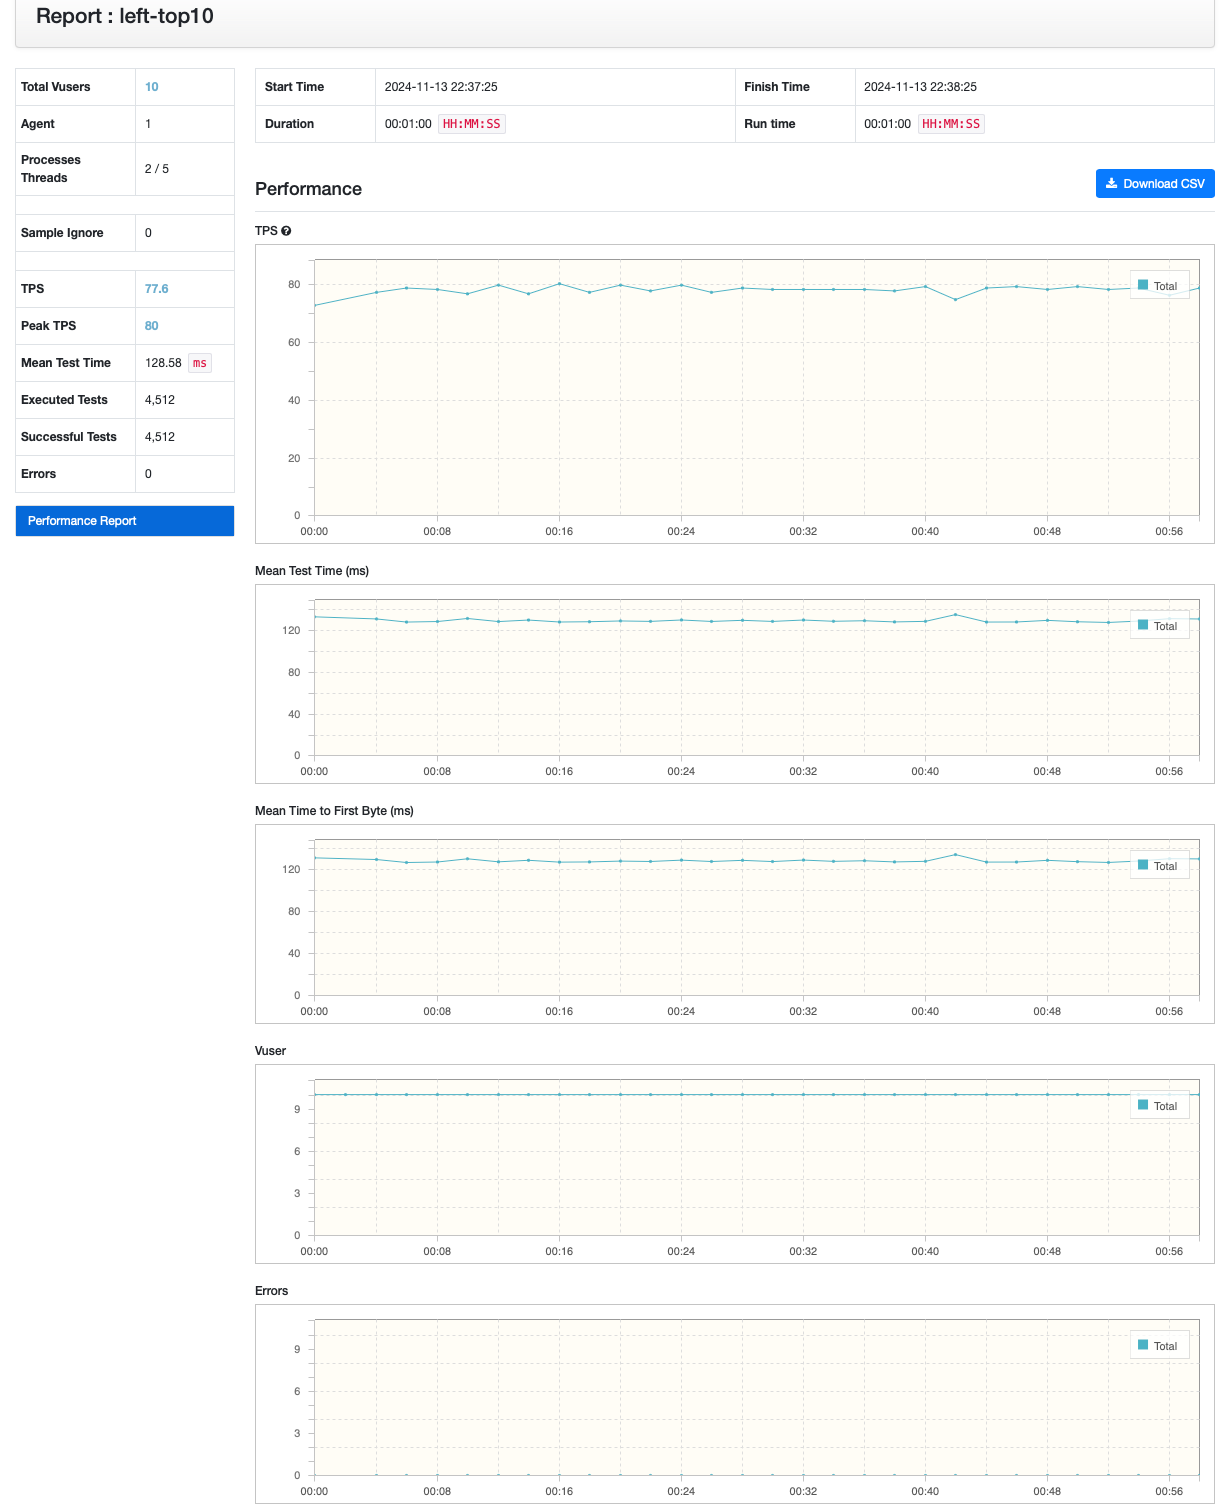 Report : left-top10
Total Vusers 10
Agent 1
Processes
Threads 2 / 5
Sample Ignore 0
TPS 77.6
Peak TPS 80
Mean Test Time 128.58 ms
Executed Tests 4,512
Successful Tests 4,512
Errors 0
Performance Report
Start Time 2024-11-13 22:37:25 Finish Time 2024-11-13 22:38:25
Duration 00:01:00 HH:MM:SS Run time 00:01:00 HH:MM:SS
Performance
Download CSV
TPS
80
60
40
20
0
00:00 00:08 00:16 00:24 00:32 00:40 00:48 00:56
Total
Mean Test Time (ms)
120
80
40
0
00:00 00:08 00:16 00:24 00:32 00:40 00:48 00:56
Total
Mean Time to First Byte (ms)
120
80
40
0
00:00 00:08 00:16 00:24 00:32 00:40 00:48 00:56
Total
Vuser
9
6
3
0
00:00 00:08 00:16 00:24 00:32 00:40 00:48 00:56
Total
Errors
9
6
3
0
00:00 00:08 00:16 00:24 00:32 00:40 00:48 00:56
Total